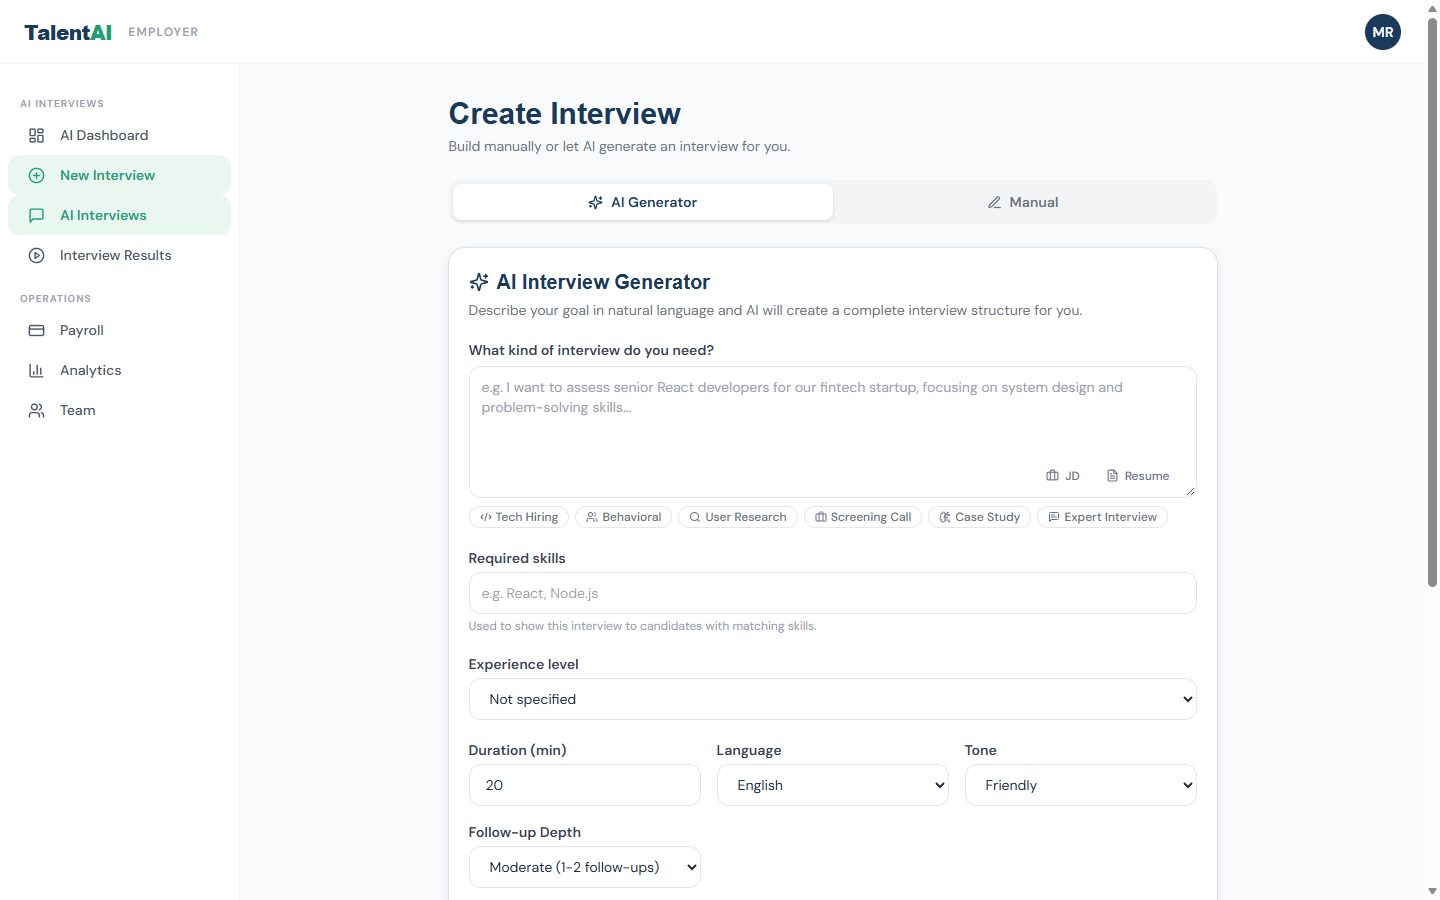 TalentAI EMPLOYER
MR
AI INTERVIEWS
AI Dashboard
New Interview
AI Interviews
Interview Results
OPERATIONS
Payroll
Analytics
Team
Create Interview
Build manually or let AI generate an interview for you.
AI Generator
Manual
AI Interview Generator
Describe your goal in natural language and AI will create a complete interview structure for you.
What kind of interview do you need?
e.g. I want to assess senior React developers for our fintech startup, focusing on system design and
problem-solving skills...
JD Resume
Tech Hiring Behavioral User Research Screening Call Case Study Expert Interview
Required skills
e.g. React, Node.js
Used to show this interview to candidates with matching skills.
Experience level
Not specified
Duration (min) Language Tone
20 English Friendly
Follow-up Depth
Moderate (1-2 follow-ups)